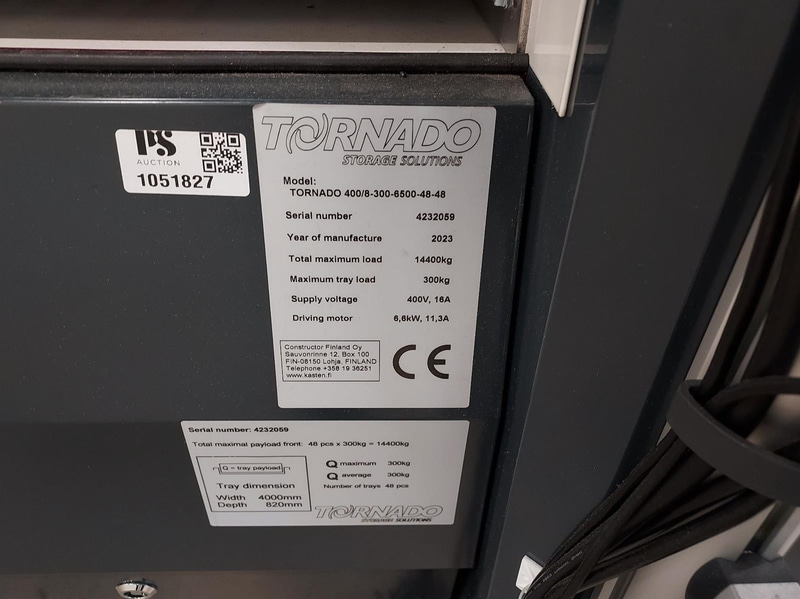 PS
AUCTION
1051827
TORNADO
STORAGE SOLUTIONS
Model:
TORNADO 400/8-300-6500-48-48
Serial number 4232059
Year of manufacture 2023
Total maximum load 14400kg
Maximum tray load 300kg
Supply voltage 400V, 16A
Driving motor 6,6kW, 11,3A
Constructor Finland Oy
Sauvonrinne 12, Box 100
FIN-08150 Lohja, FINLAND
Telephone +358 19 36251
www.kasten.fi
CE
Serial number: 4232059
Total maximal payload front: 48 pcs x 300kg = 14400kg
Q = tray payload
Tray dimension
Width 4000mm
Depth 820mm
Q maximum 300kg
Q average 300kg
Number of trays 48 pcs
TORNADO
STORAGE SOLUTIONS